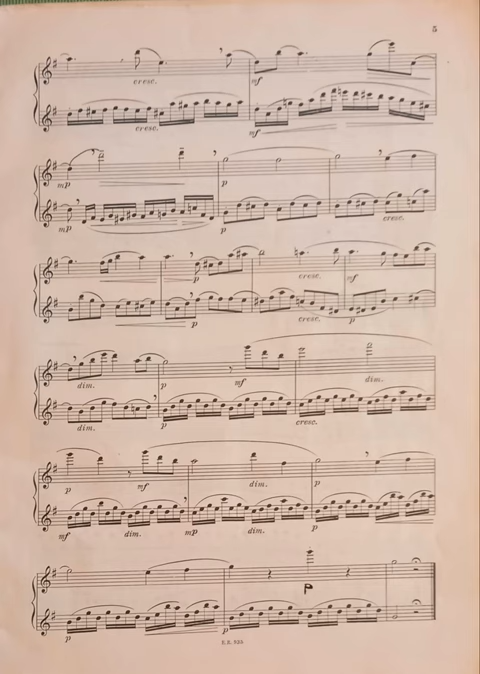 5
cresc. mf
cresc. mf
mp p
mp p cresc.
p cresc. mf
cresc. p
dim. p mf dim.
dim. p cresc.
p mf dim. p
mf dim. mp dim. p
p
E.E. 825